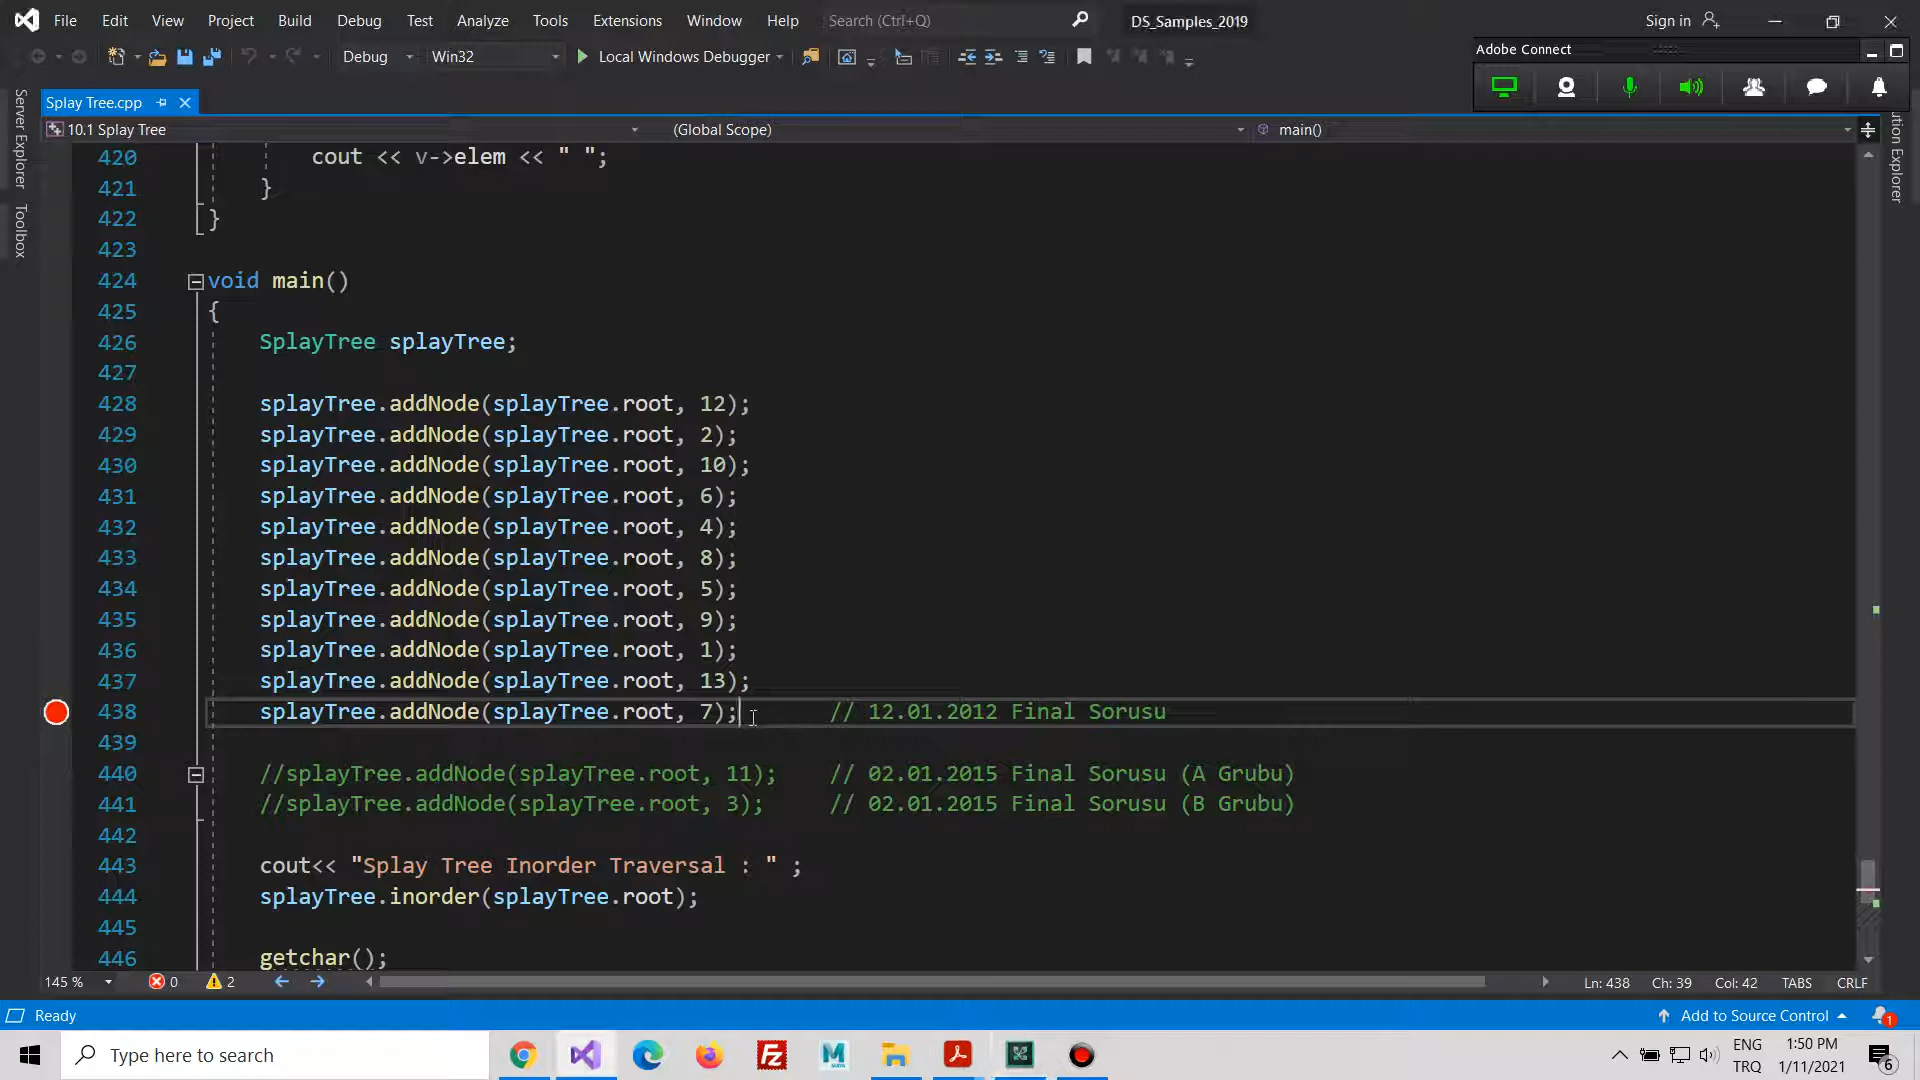 File Edit View Project Build Debug Test Analyze Tools Extensions Window Help Search (Ctrl+Q) DS_Samples_2019 Sign in
Adobe Connect
Debug Win32 Local Windows Debugger
Server Explorer
Toolbox
Splay Tree.cpp
10.1 Splay Tree (Global Scope) main()
420 cout << v->elem << " ";
421 }
422 }
423
424 void main()
425 {
426 SplayTree splayTree;
427
428 splayTree.addNode(splayTree.root, 12);
429 splayTree.addNode(splayTree.root, 2);
430 splayTree.addNode(splayTree.root, 10);
431 splayTree.addNode(splayTree.root, 6);
432 splayTree.addNode(splayTree.root, 4);
433 splayTree.addNode(splayTree.root, 8);
434 splayTree.addNode(splayTree.root, 5);
435 splayTree.addNode(splayTree.root, 9);
436 splayTree.addNode(splayTree.root, 1);
437 splayTree.addNode(splayTree.root, 13);
438 splayTree.addNode(splayTree.root, 7); // 12.01.2012 Final Sorusu
439
440 //splayTree.addNode(splayTree.root, 11); // 02.01.2015 Final Sorusu (A Grubu)
441 //splayTree.addNode(splayTree.root, 3); // 02.01.2015 Final Sorusu (B Grubu)
442
443 cout<< "Splay Tree Inorder Traversal : " ;
444 splayTree.inorder(splayTree.root);
445
446 getchar();
ution Explorer
145 % 0 2 Ln: 438 Ch: 39 Col: 42 TABS CRLF
Ready Add to Source Control 1
Type here to search
ENG 1:50 PM
TRQ 1/11/2021 6